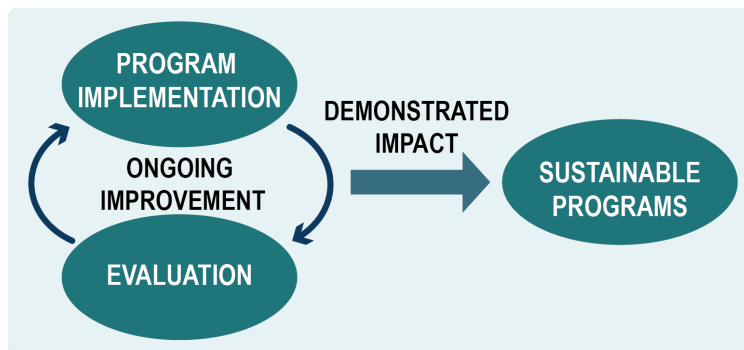 PROGRAM
IMPLEMENTATION
ONGOING
IMPROVEMENT
EVALUATION
DEMONSTRATED
IMPACT
SUSTAINABLE
PROGRAMS